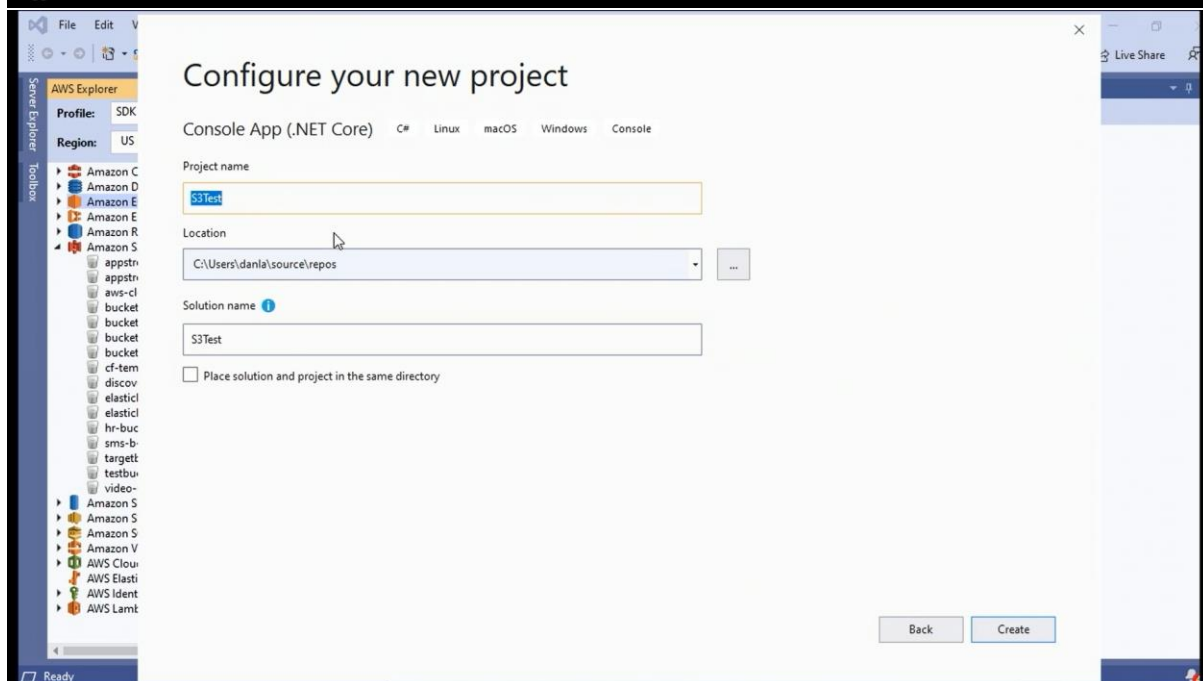 File Edit V
Live Share
Server Explorer
Toolbox
AWS Explorer
Profile: SDK
Region: US
Amazon C
Amazon D
Amazon E
Amazon E
Amazon R
Amazon S
appstr
appstr
aws-cl
bucket
bucket
bucket
bucket
cf-tem
discov
elastic
elastic
hr-buc
sms-b
target
testbu
video-
Amazon S
Amazon S
Amazon S
Amazon V
AWS Clou
AWS Elasti
AWS Ident
AWS Lamb
Ready
Configure your new project
Console App (.NET Core) C# Linux macOS Windows Console
Project name
S3Test
Location
C:\Users\danla\source\repos
...
Solution name
S3Test
Place solution and project in the same directory
Back Create